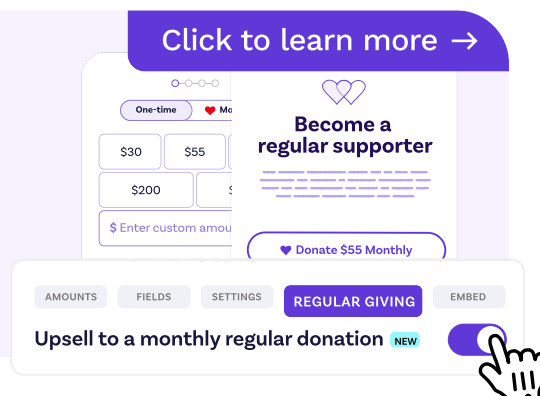 Click to learn more →
One-time
$30
$55
$200
$ Enter custom amou
Become a
regular supporter
Donate $55 Monthly
AMOUNTS
FIELDS
SETTINGS
REGULAR GIVING
EMBED
Upsell to a monthly regular donation NEW